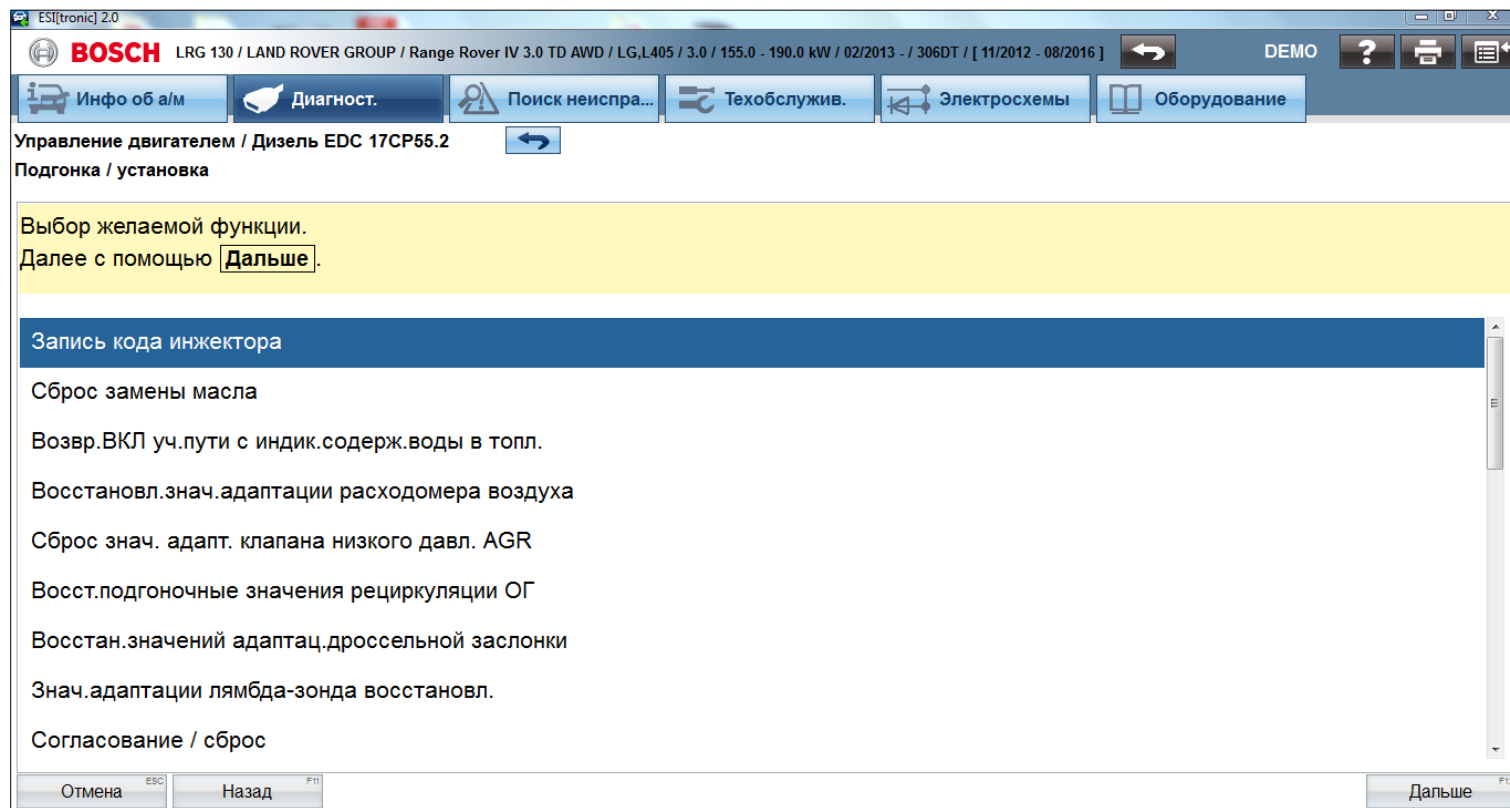 ESI[tronic] 2.0
BOSCH LRG 130 / LAND ROVER GROUP / Range Rover IV 3.0 TD AWD / LG,L405 / 3.0 / 155.0 - 190.0 kW / 02/2013 - / 306DT / [ 11/2012 - 08/2016 ] DEMO ?
Инфо об а/м Диагност. Поиск неиспра... Техобслужив. Электросхемы Оборудование
Управление двигателем / Дизель EDC 17CP55.2
Подгонка / установка
Выбор желаемой функции.
Далее с помощью Дальше.
Запись кода инжектора
Сброс замены масла
Возвр.ВКЛ уч.пути с индик.содерж.воды в топл.
Восстановл.знач.адаптации расходомера воздуха
Сброс знач. адапт. клапана низкого давл. AGR
Восст.подгоночные значения рециркуляции ОГ
Восстан.значений адаптац.дроссельной заслонки
Знач.адаптации лямбда-зонда восстановл.
Согласование / сброс
Отмена ESC Назад F11 Дальше